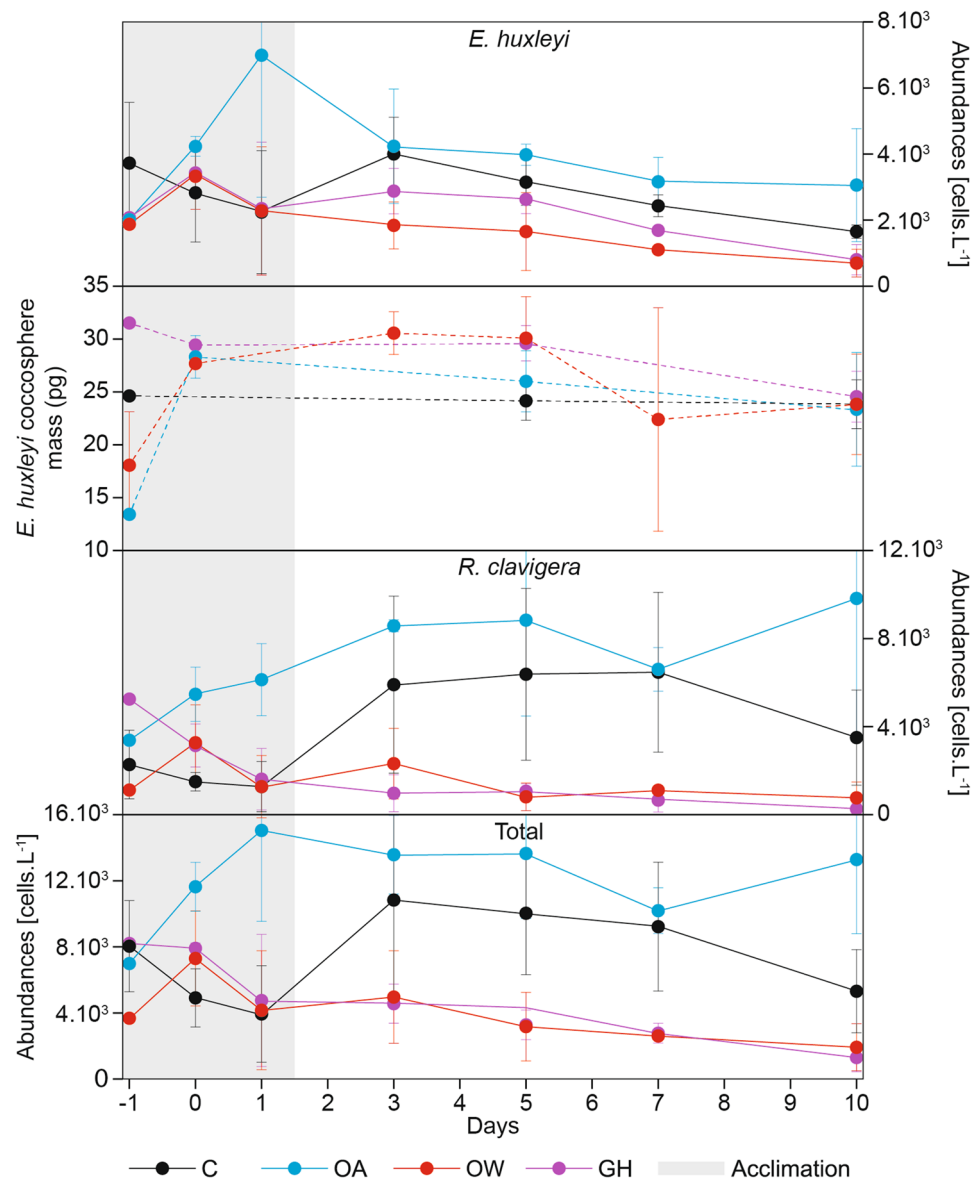 8.10³
E. huxleyi
6.10³
4.10³
2.10³
0
Abundances [cells.L⁻¹]
35
30
25
20
15
10
E. huxleyi coccosphere
mass (pg)
12.10³
R. clavigera
8.10³
4.10³
0
Abundances [cells.L⁻¹]
16.10³
Total
12.10³
8.10³
4.10³
0
Abundances [cells.L⁻¹]
-1 0 1 2 3 4 5 6 7 8 9 10
Days
C OA OW GH Acclimation